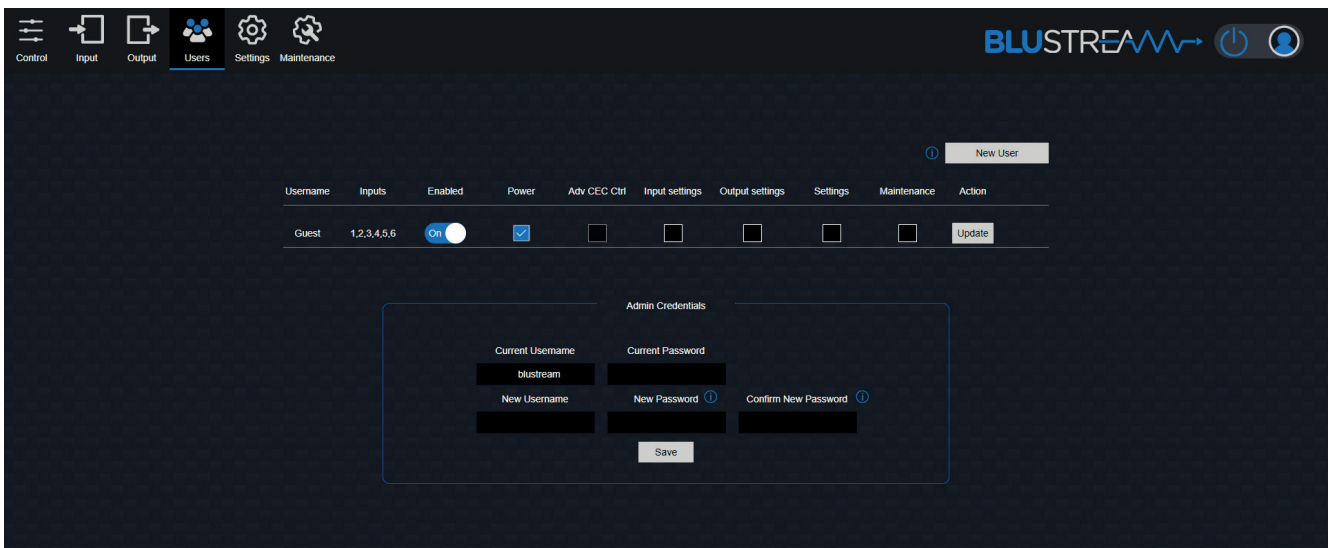 Control Input Output Users Settings Maintenance
BLUSTREAM
New User
Username Inputs Enabled Power Adv CEC Ctrl Input settings Output settings Settings Maintenance Action
Guest 1,2,3,4,5,6 On Update
Admin Credentials
Current Username Current Password
blustream
New Username New Password Confirm New Password
Save